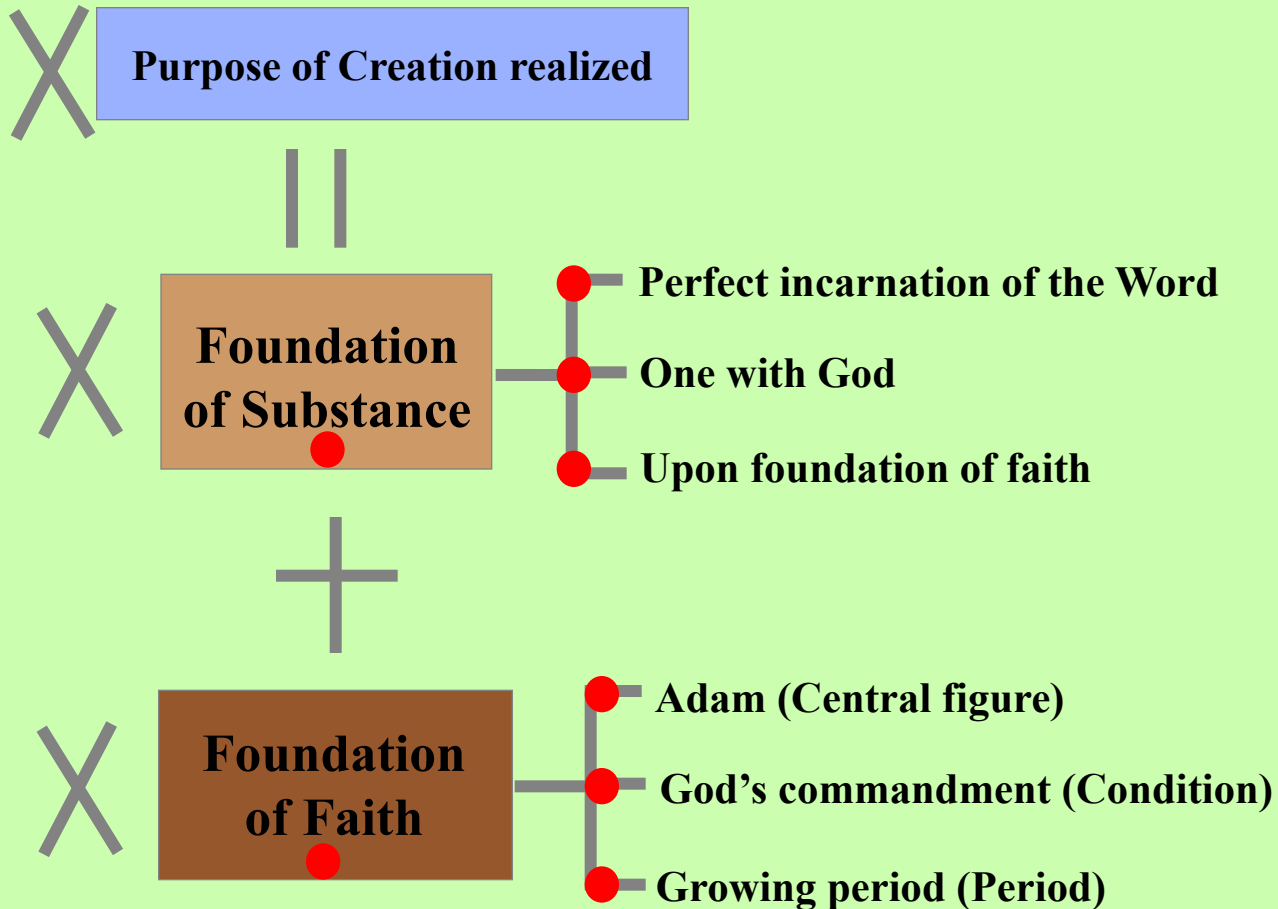 Purpose of Creation realized
Foundation
of Substance
Perfect incarnation of the Word
One with God
Upon foundation of faith
Foundation
of Faith
Adam (Central figure)
God’s commandment (Condition)
Growing period (Period)